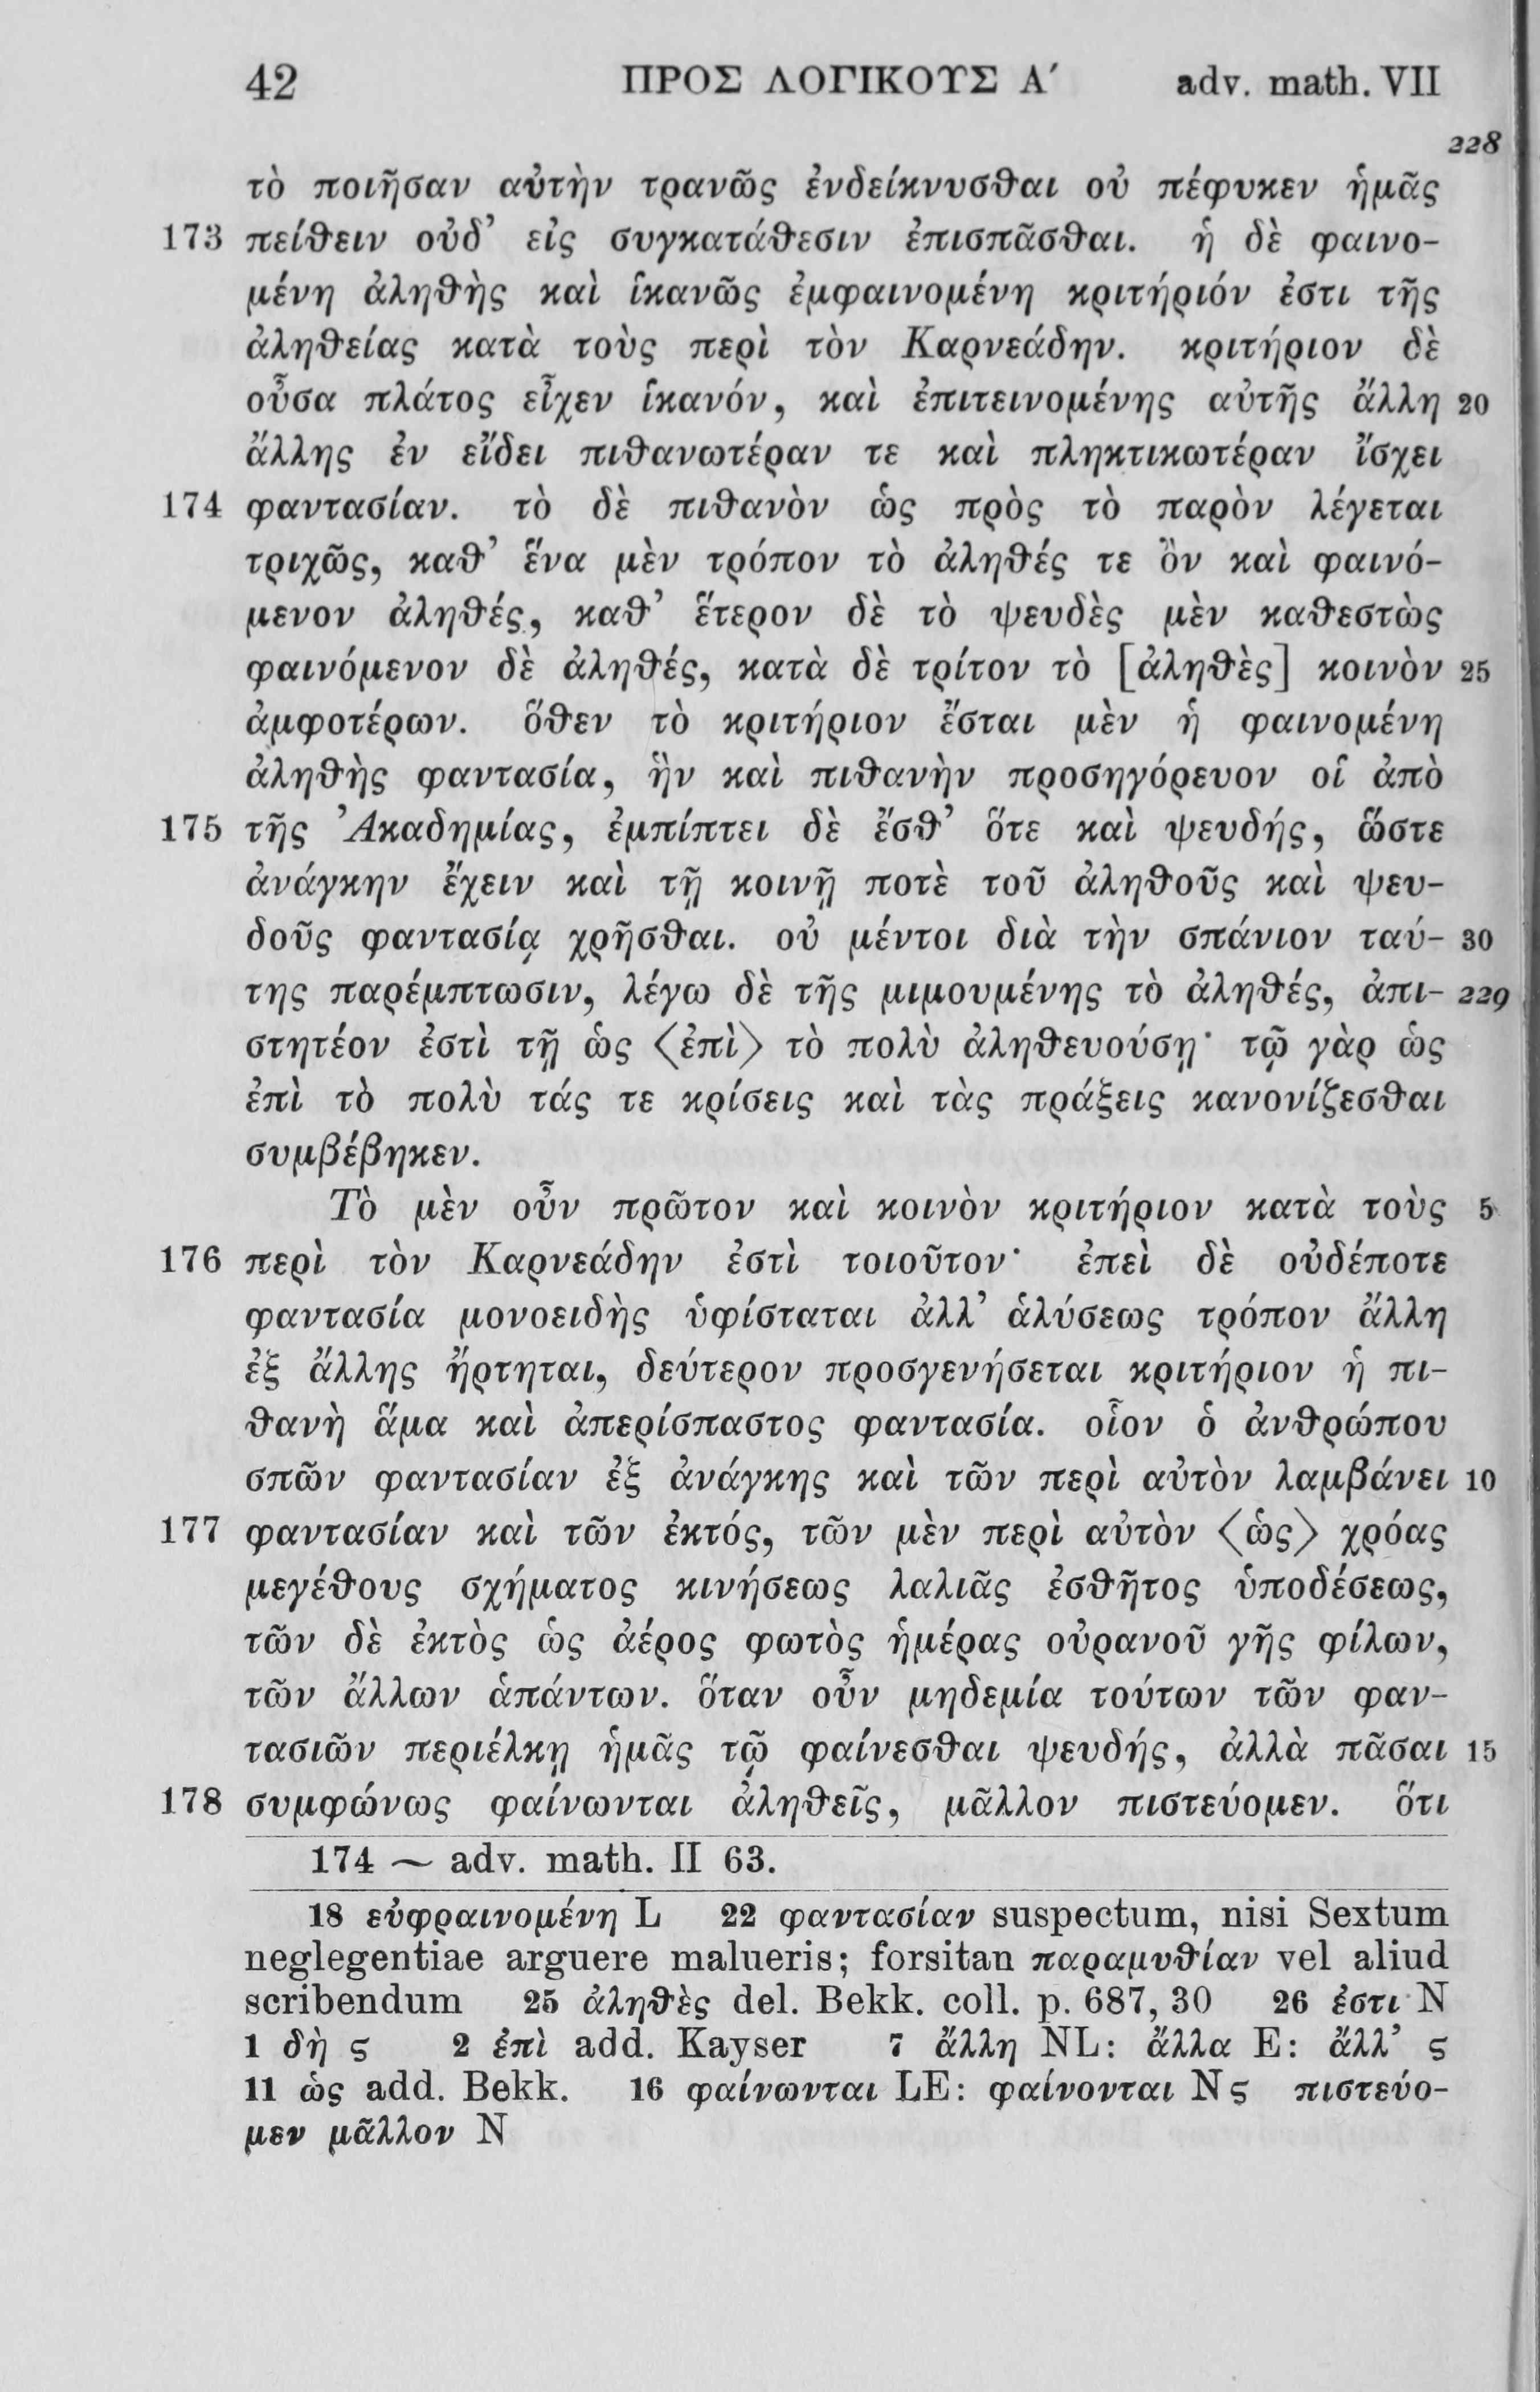 42 ΠΡΟΣ ΛΟΓΙΚΟΥΣ Α′ adv. math. VII
228
τὸ ποιῆσαν αὐτὴν τρανῶς ἐνδείκνυσθαι οὐ πέφυκεν ἡμᾶς
173 πείθειν οὐδ’ εἰς συγκατάθεσιν ἐπισπᾶσθαι. ἡ δὲ φαινο-
μένη ἀληθὴς καὶ ἱκανῶς ἐμφαινομένη κριτήριόν ἐστι τῆς
ἀληθείας κατὰ τοὺς περὶ τὸν Καρνεάδην. κριτήριον δὲ
οὖσα πλάτος εἶχεν ἱκανόν, καὶ ἐπιτεινομένης αὐτῆς ἄλλη 20
ἄλλης ἐν εἴδει πιθανωτέραν τε καὶ πληκτικωτέραν ἴσχει
174 φαντασίαν. τὸ δὲ πιθανὸν ὡς πρὸς τὸ παρὸν λέγεται
τριχῶς, καθ’ ἕνα μὲν τρόπον τὸ ἀληθές τε ὂν καὶ φαινό-
μενον ἀληθές, καθ’ ἕτερον δὲ τὸ ψευδὲς μὲν καθεστὼς
φαινόμενον δὲ ἀληθές, κατὰ δὲ τρίτον τὸ [ἀληθὲς] κοινὸν 25
ἀμφοτέρων. ὅθεν τὸ κριτήριον ἔσται μὲν ἡ φαινομένη
ἀληθὴς φαντασία, ἣν καὶ πιθανὴν προσηγόρευον οἱ ἀπὸ
175 τῆς Ἀκαδημίας, ἐμπίπτει δὲ ἔσθ’ ὅτε καὶ ψευδής, ὥστε
ἀνάγκην ἔχειν καὶ τῇ κοινῇ ποτὲ τοῦ ἀληθοῦς καὶ ψευ-
δοῦς φαντασίᾳ χρῆσθαι. οὐ μέντοι διὰ τὴν σπάνιον ταύ- 30
της παρέμπτωσιν, λέγω δὲ τῆς μιμουμένης τὸ ἀληθές, ἀπι- 229
στητέον ἐστὶ τῇ ὡς ⟨ἐπὶ⟩ τὸ πολὺ ἀληθευούσῃ· τῷ γὰρ ὡς
ἐπὶ τὸ πολὺ τάς τε κρίσεις καὶ τὰς πράξεις κανονίζεσθαι
συμβέβηκεν.
Τὸ μὲν οὖν πρῶτον καὶ κοινὸν κριτήριον κατὰ τοὺς 5
176 περὶ τὸν Καρνεάδην ἐστὶ τοιοῦτον· ἐπεὶ δὲ οὐδέποτε
φαντασία μονοειδὴς ὑφίσταται ἀλλ’ ἁλύσεως τρόπον ἄλλη
ἐξ ἄλλης ἤρτηται, δεύτερον προσγενήσεται κριτήριον ἡ πι-
θανὴ ἅμα καὶ ἀπερίσπαστος φαντασία. οἷον ὁ ἀνθρώπου
σπῶν φαντασίαν ἐξ ἀνάγκης καὶ τῶν περὶ αὐτὸν λαμβάνει 10
177 φαντασίαν καὶ τῶν ἐκτός, τῶν μὲν περὶ αὐτὸν ⟨ὡς⟩ χρόας
μεγέθους σχήματος κινήσεως λαλιᾶς ἐσθῆτος ὑποδέσεως,
τῶν δὲ ἐκτὸς ὡς ἀέρος φωτὸς ἡμέρας οὐρανοῦ γῆς φίλων,
τῶν ἄλλων ἁπάντων. ὅταν οὖν μηδεμία τούτων τῶν φαν-
τασιῶν περιέλκῃ ἡμᾶς τῷ φαίνεσθαι ψευδής, ἀλλὰ πᾶσαι 15
178 συμφώνως φαίνωνται ἀληθεῖς, μᾶλλον πιστεύομεν. ὅτι
174 ~ adv. math. II 63.
18 εὐφραινομένη L 22 φαντασίαν suspectum, nisi Sextum
neglegentiae arguere malueris; forsitan παραμυθίαν vel aliud
scribendum 25 ἀληθὲς del. Bekk. coll. p. 687, 30 26 ἐστι N
1 δὴ ς 2 ἐπὶ add. Kayser 7 ἄλλη NL: ἄλλα E: ἄλλ’ ς
11 ὡς add. Bekk. 16 φαίνωνται LE: φαίνονται N ς πιστεύο-
μεν μᾶλλον N